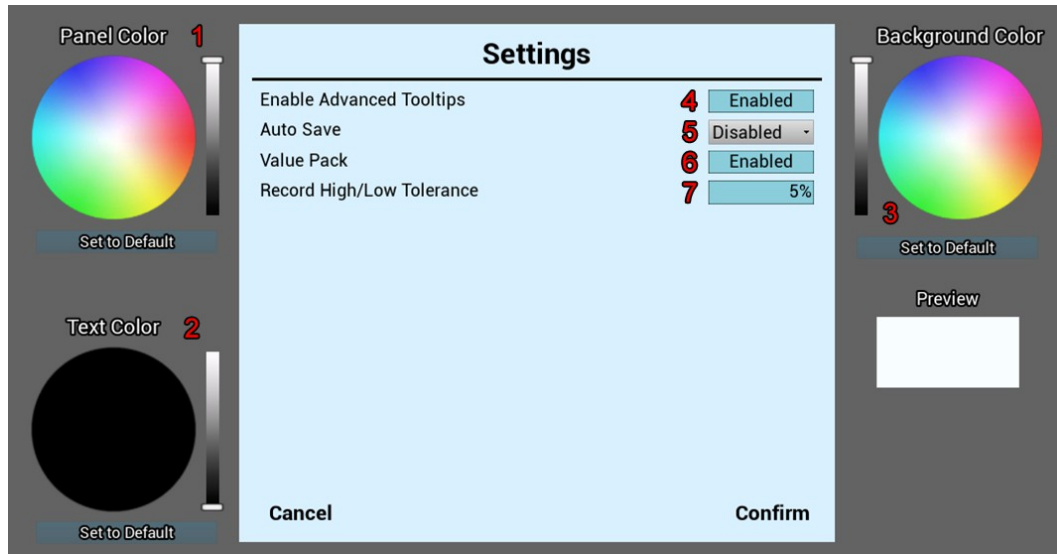 Panel Color 1
Set to Default
Text Color 2
Set to Default
Settings
Enable Advanced Tooltips 4 Enabled
Auto Save 5 Disabled
Value Pack 6 Enabled
Record High/Low Tolerance 7 5%
Cancel Confirm
Background Color
3
Set to Default
Preview